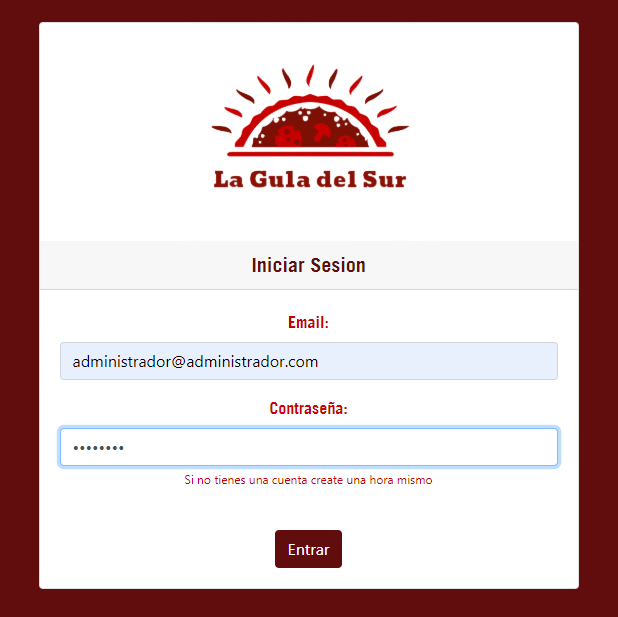 La Gula del Sur
Iniciar Sesion
Email:
administrador@administrador.com
Contraseña:
••••••••
Si no tienes una cuenta create una hora mismo
Entrar